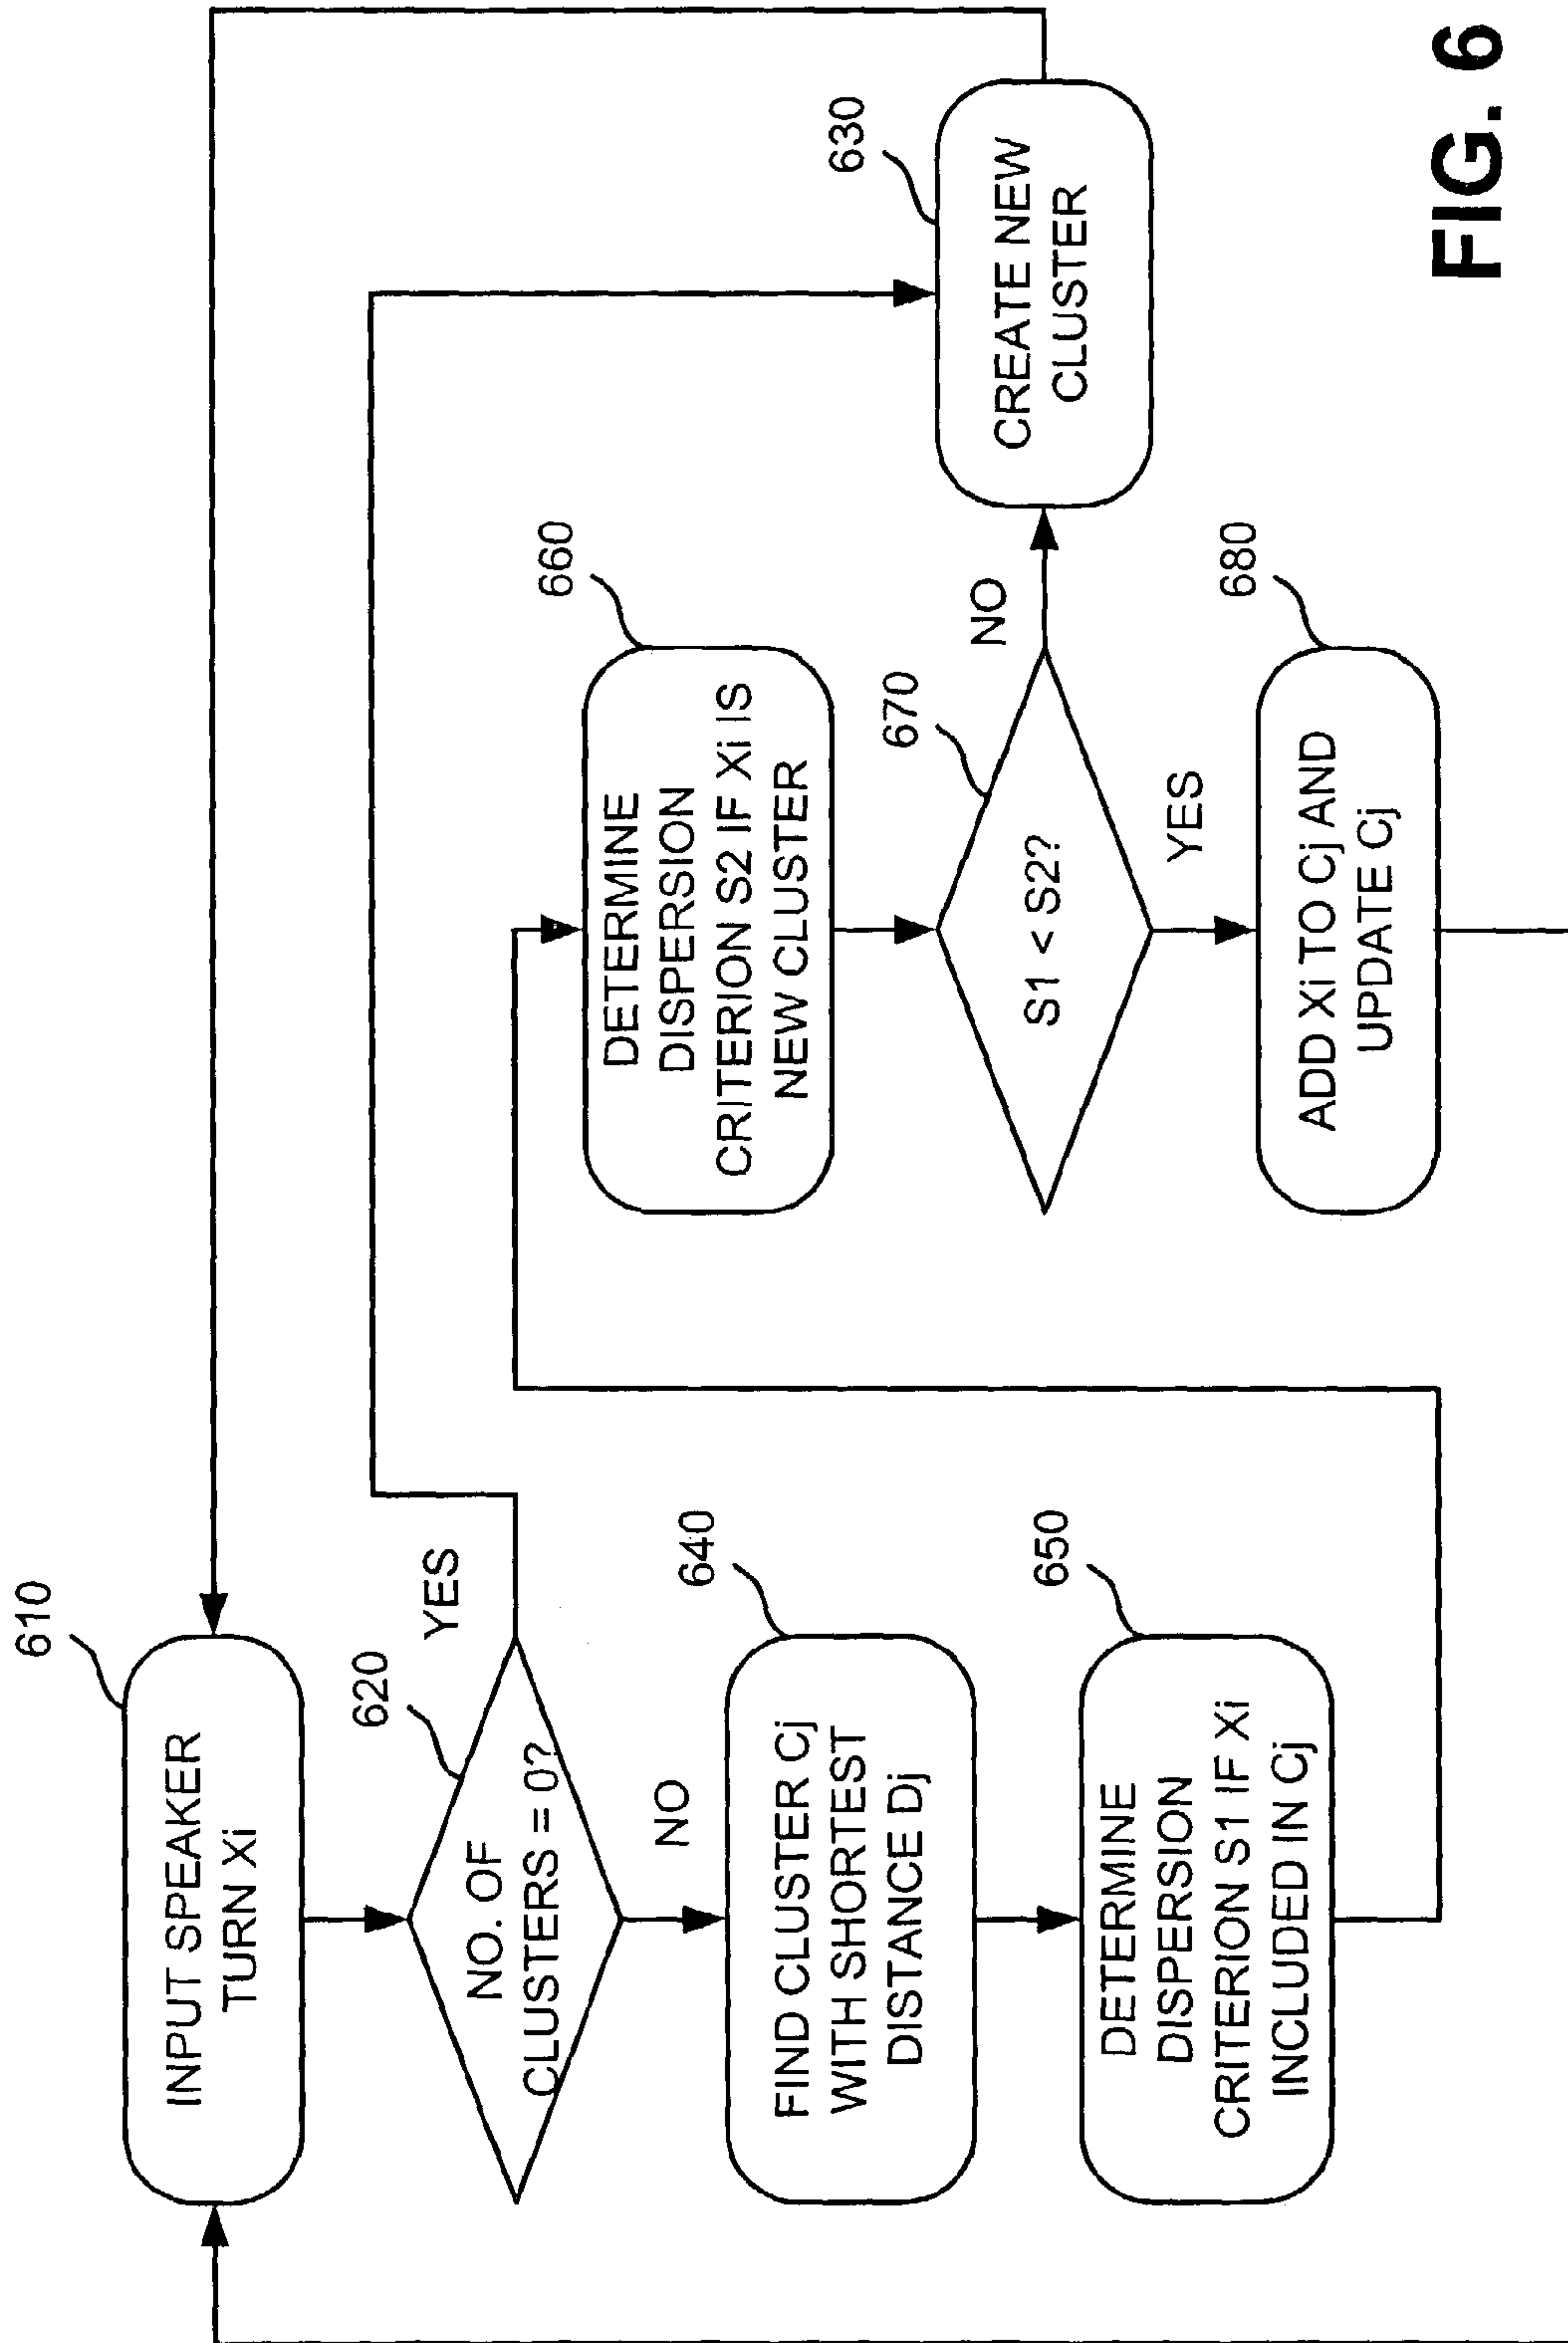 610
INPUT SPEAKER
TURN Xi
620
NO. OF
CLUSTERS = 0?
YES
NO
640
FIND CLUSTER Cj
WITH SHORTEST
DISTANCE Dj
650
DETERMINE
DISPERSION
CRITERION S1 IF Xi
INCLUDED IN Cj
660
DETERMINE
DISPERSION
CRITERION S2 IF Xi IS
NEW CLUSTER
670
S1 < S2?
NO
YES
630
CREATE NEW
CLUSTER
680
ADD Xi TO Cj AND
UPDATE Cj
FIG. 6